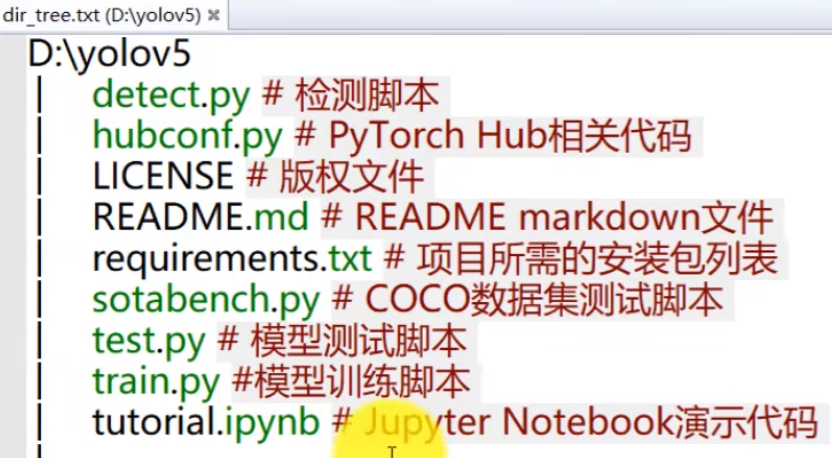 dir_tree.txt (D:\yolov5)
D:\yolov5
| detect.py # 检测脚本
| hubconf.py # PyTorch Hub相关代码
| LICENSE # 版权文件
| README.md # README markdown文件
| requirements.txt # 项目所需的安装包列表
| sotabench.py # COCO数据集测试脚本
| test.py # 模型测试脚本
| train.py #模型训练脚本
| tutorial.ipynb # Jupyter Notebook演示代码